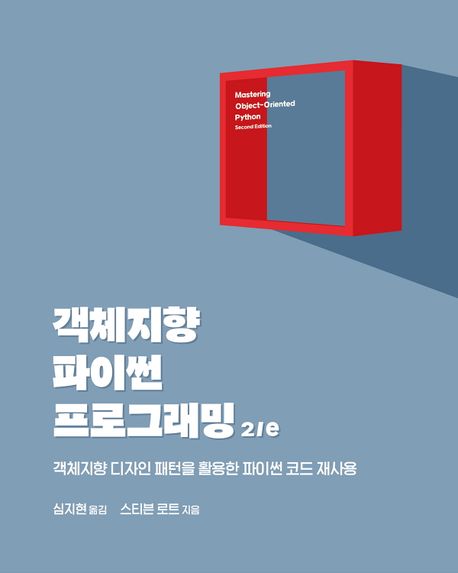 Mastering
Object-Oriented
Python
Second Edition
객체지향
파이썬
프로그래밍 2/e
객체지향 디자인 패턴을 활용한 파이썬 코드 재사용
심지현 옮김 스티븐 로트 지음